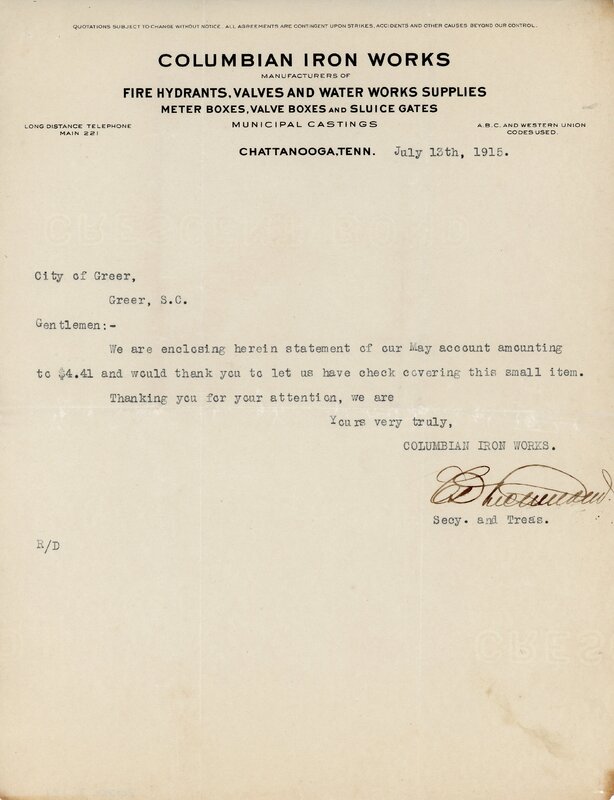 QUOTATIONS SUBJECT TO CHANGE WITHOUT NOTICE. ALL AGREEMENTS ARE CONTINGENT UPON STRIKES, ACCIDENTS AND OTHER CAUSES BEYOND OUR CONTROL.
COLUMBIAN IRON WORKS
MANUFACTURERS OF
FIRE HYDRANTS, VALVES AND WATER WORKS SUPPLIES
METER BOXES, VALVE BOXES AND SLUICE GATES
MUNICIPAL CASTINGS
LONG DISTANCE TELEPHONE
MAIN 221
A.B.C. AND WESTERN UNION
CODES USED.
CHATTANOOGA, TENN. July 13th, 1915.
City of Greer,
Greer, S.C.
Gentlemen:-
We are enclosing herein statement of our May account amounting
to $4.41 and would thank you to let us have check covering this small item.
Thanking you for your attention, we are
Yours very truly,
COLUMBIAN IRON WORKS.
Secy. and Treas.
R/D